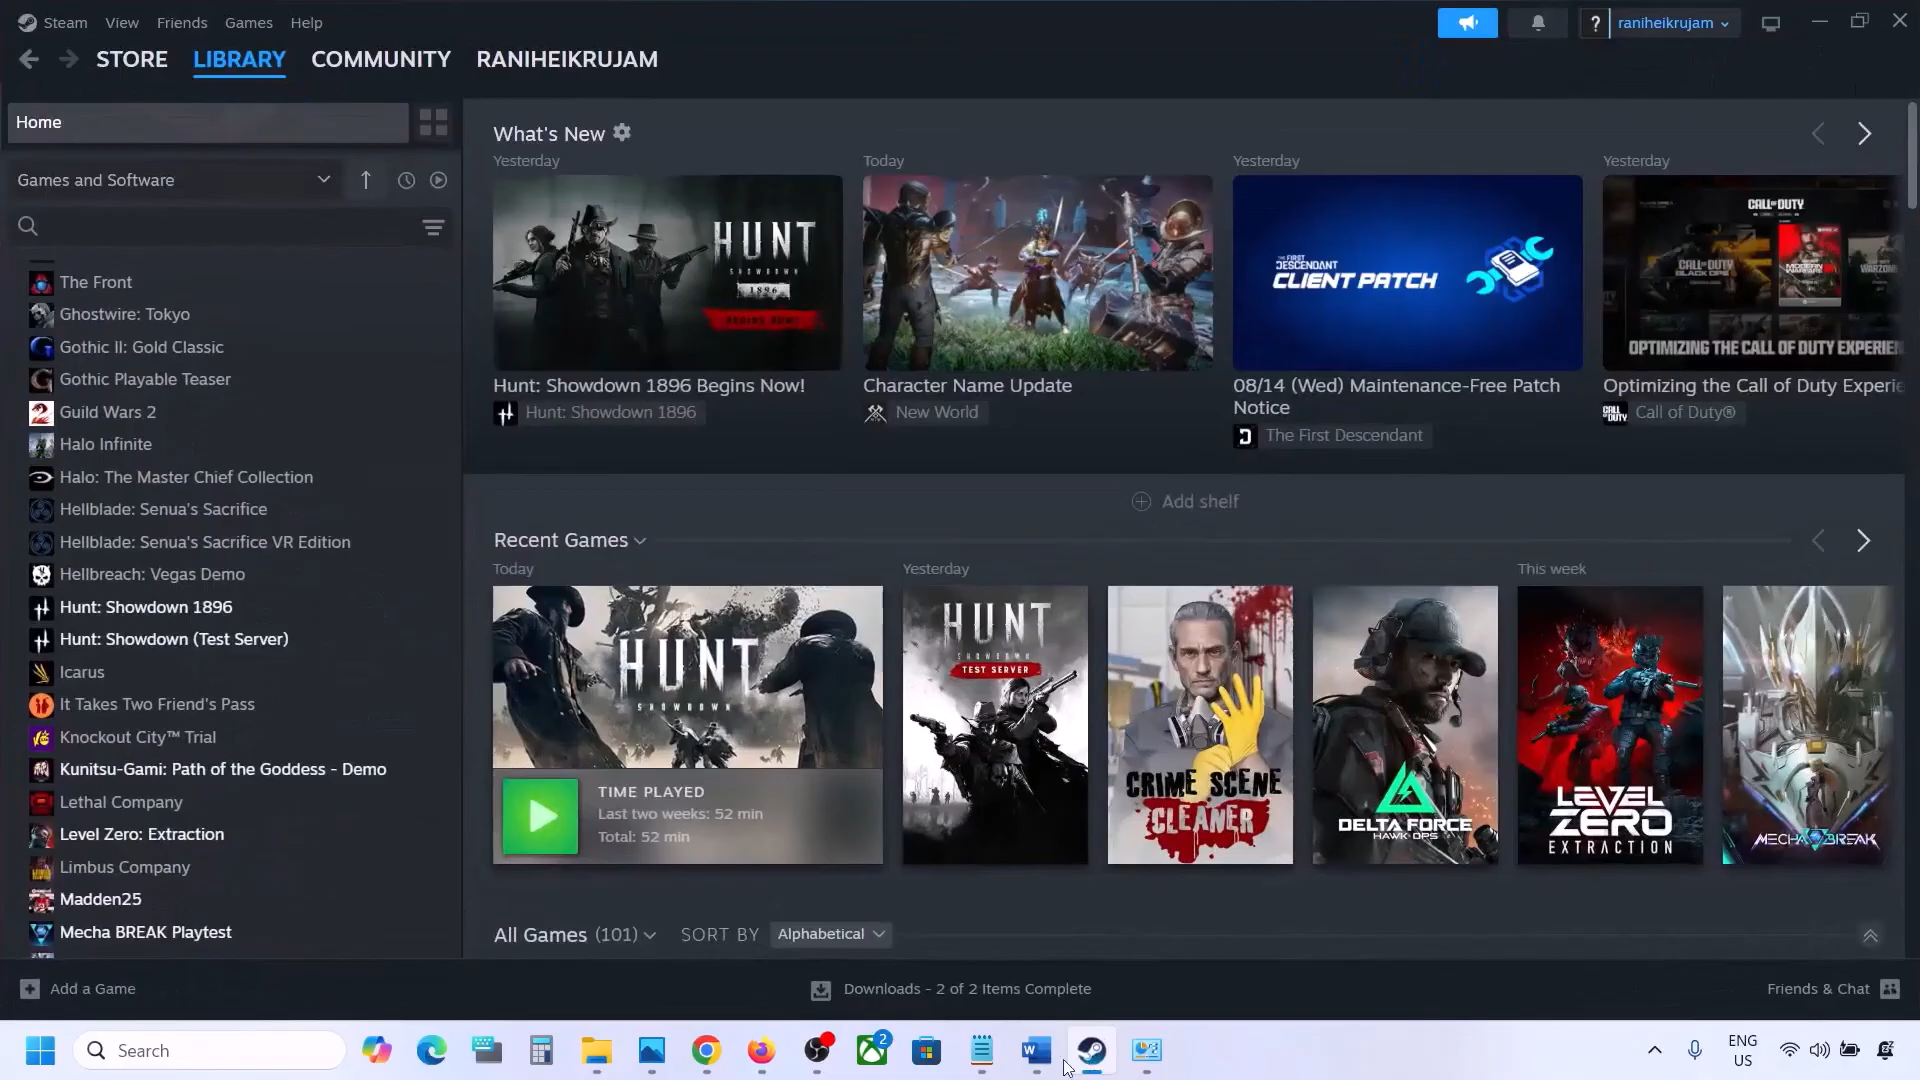 Steam View Friends Games Help
? raniheikrujam
STORE LIBRARY COMMUNITY RANIHEIKRUJAM
Home
Games and Software
The Front
Ghostwire: Tokyo
Gothic II: Gold Classic
Gothic Playable Teaser
Guild Wars 2
Halo Infinite
Halo: The Master Chief Collection
Hellblade: Senua's Sacrifice
Hellblade: Senua's Sacrifice VR Edition
Hellbreach: Vegas Demo
Hunt: Showdown 1896
Hunt: Showdown (Test Server)
Icarus
It Takes Two Friend's Pass
Knockout City™ Trial
Kunitsu-Gami: Path of the Goddess - Demo
Lethal Company
Level Zero: Extraction
Limbus Company
Madden25
Mecha BREAK Playtest
What's New
Yesterday
HUNT
SHOWDOWN
1896
Hunt: Showdown 1896 Begins Now!
Hunt: Showdown 1896
Today
Character Name Update
New World
Yesterday
THE FIRST
DESCENDANT
CLIENT PATCH
08/14 (Wed) Maintenance-Free Patch
Notice
The First Descendant
Yesterday
CALL OF DUTY
OPTIMIZING THE CALL OF DUTY EXPERIEN
Optimizing the Call of Duty Experie
Call of Duty®
Add shelf
Recent Games
Today
HUNT
SHOWDOWN
TIME PLAYED
Last two weeks: 52 min
Total: 52 min
Yesterday
HUNT
SHOWDOWN
TEST SERVER
CRIME SCENE
CLEANER
DELTA FORCE
HAWK OPS
This week
LEVEL
ZERO
EXTRACTION
MECHA BREAK
All Games (101) SORT BY Alphabetical
Add a Game
Downloads - 2 of 2 Items Complete
Friends & Chat
Search
2
W
ENG
US